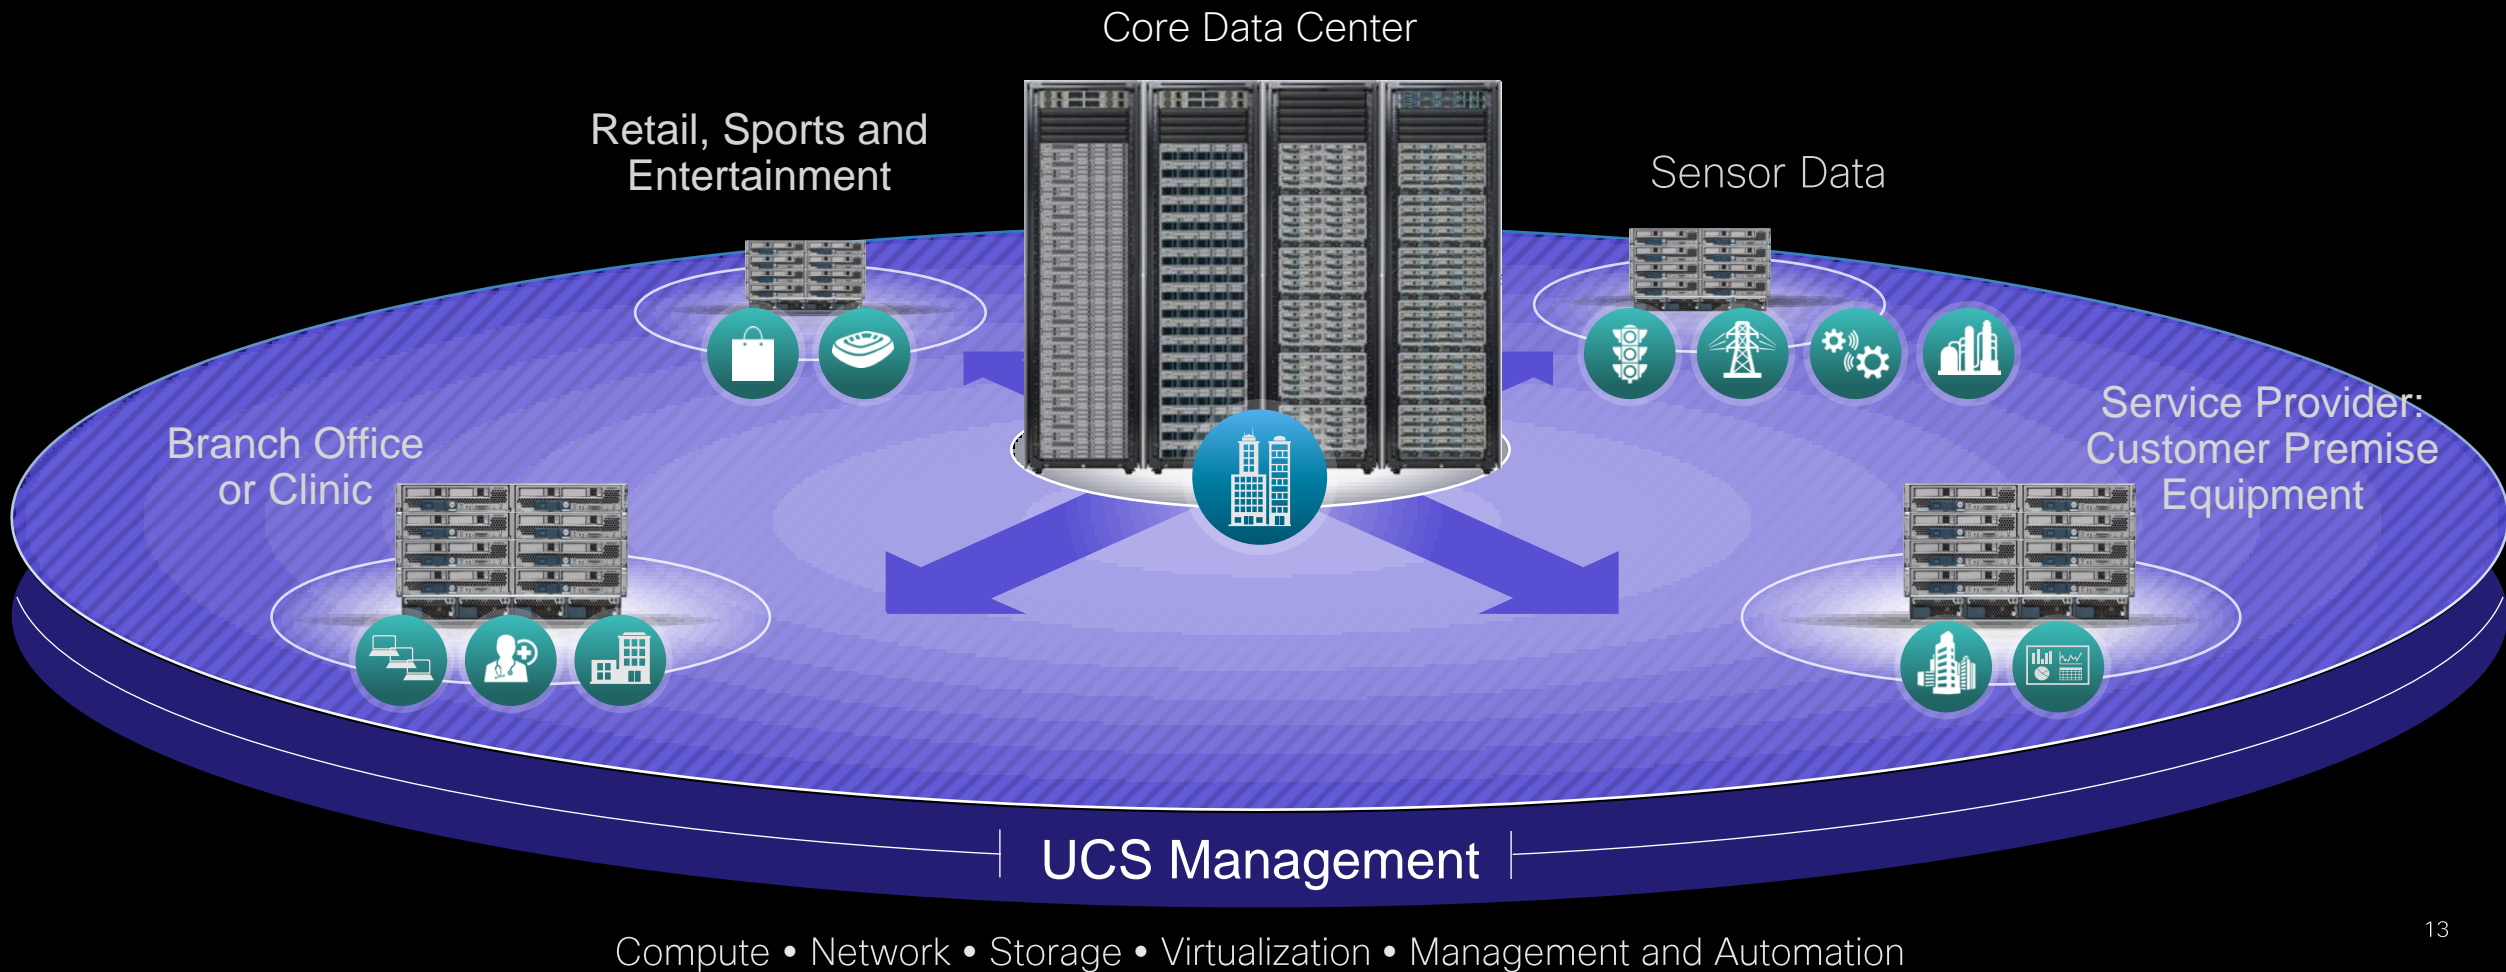 Core Data Center
Retail, Sports and
Entertainment
Sensor Data
Service Provider:
Customer Premise
Equipment
Branch Office
or Clinic
UCS Management
13
Compute • Network • Storage • Virtualization • Management and Automation